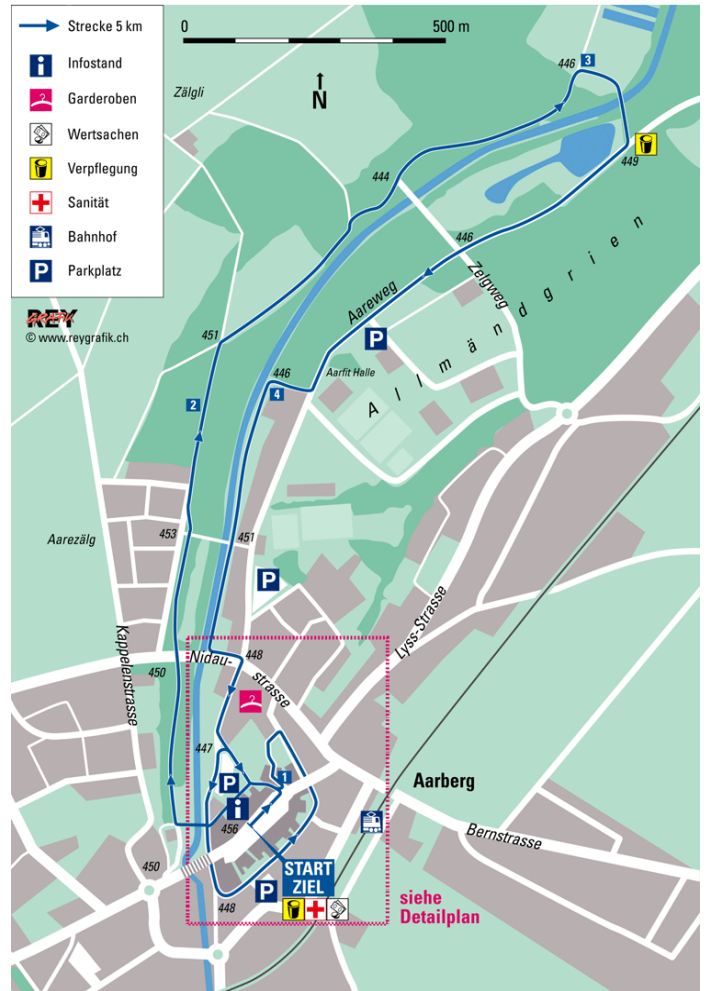 Strecke 5 km
Infostand
Garderoben
Wertsachen
Verpflegung
Sanität
Bahnhof
P
Parkplatz
REY
GRAFIK
© www.reygrafik.ch
0
500 m
N
Zälgli
446
3
449
444
446
Zelgweg
Aareweg
Allmändgrien
P
Aarfit Halle
451
446
4
2
453
451
Aarezälg
P
Lyss-Strasse
Kappelenstrasse
450
Nidau-
strasse
448
447
P
1
i
456
Aarberg
Bernstrasse
450
START
ZIEL
P
448
siehe
Detailplan